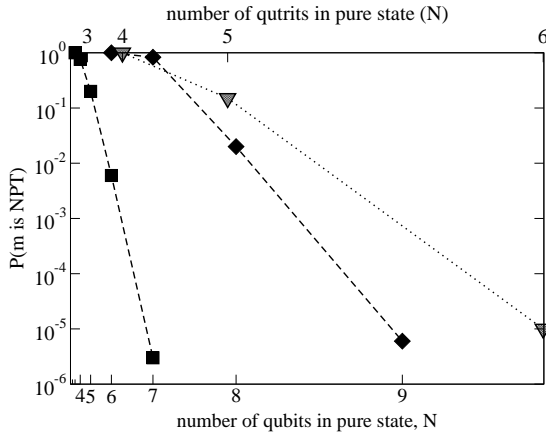 number of qutrits in pure state (N)
3 4 5 6
P(m is NPT)
10^0
10^-1
10^-2
10^-3
10^-4
10^-5
10^-6
4 5 6 7 8 9
number of qubits in pure state, N